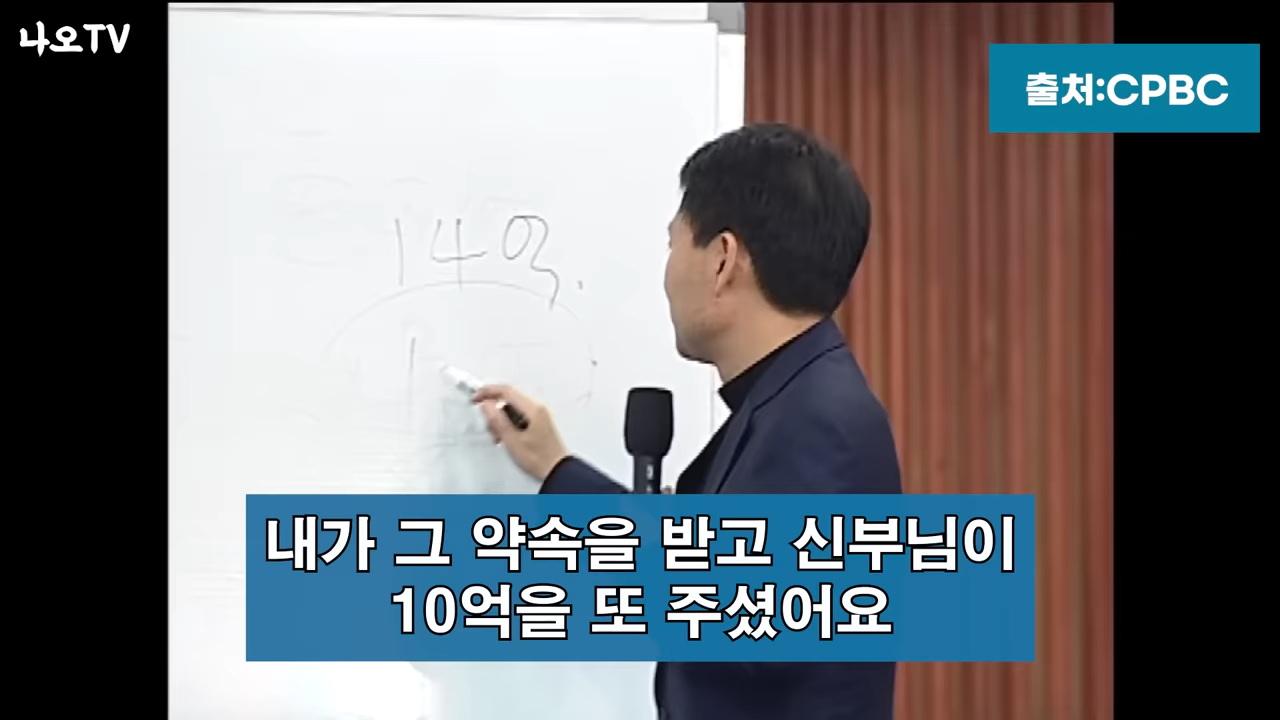 나오TV
출처:CPBC
14억.
내가 그 약속을 받고 신부님이
10억을 또 주셨어요